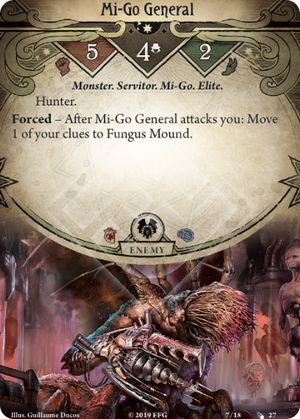 Mi-Go General
5 4 2
Monster. Servitor. Mi-Go. Elite.
Hunter.
Forced – After Mi-Go General attacks you: Move
1 of your clues to Fungus Mound.
ENEMY
Illus. Guillaume Ducos © 2019 FFG 7/18 27